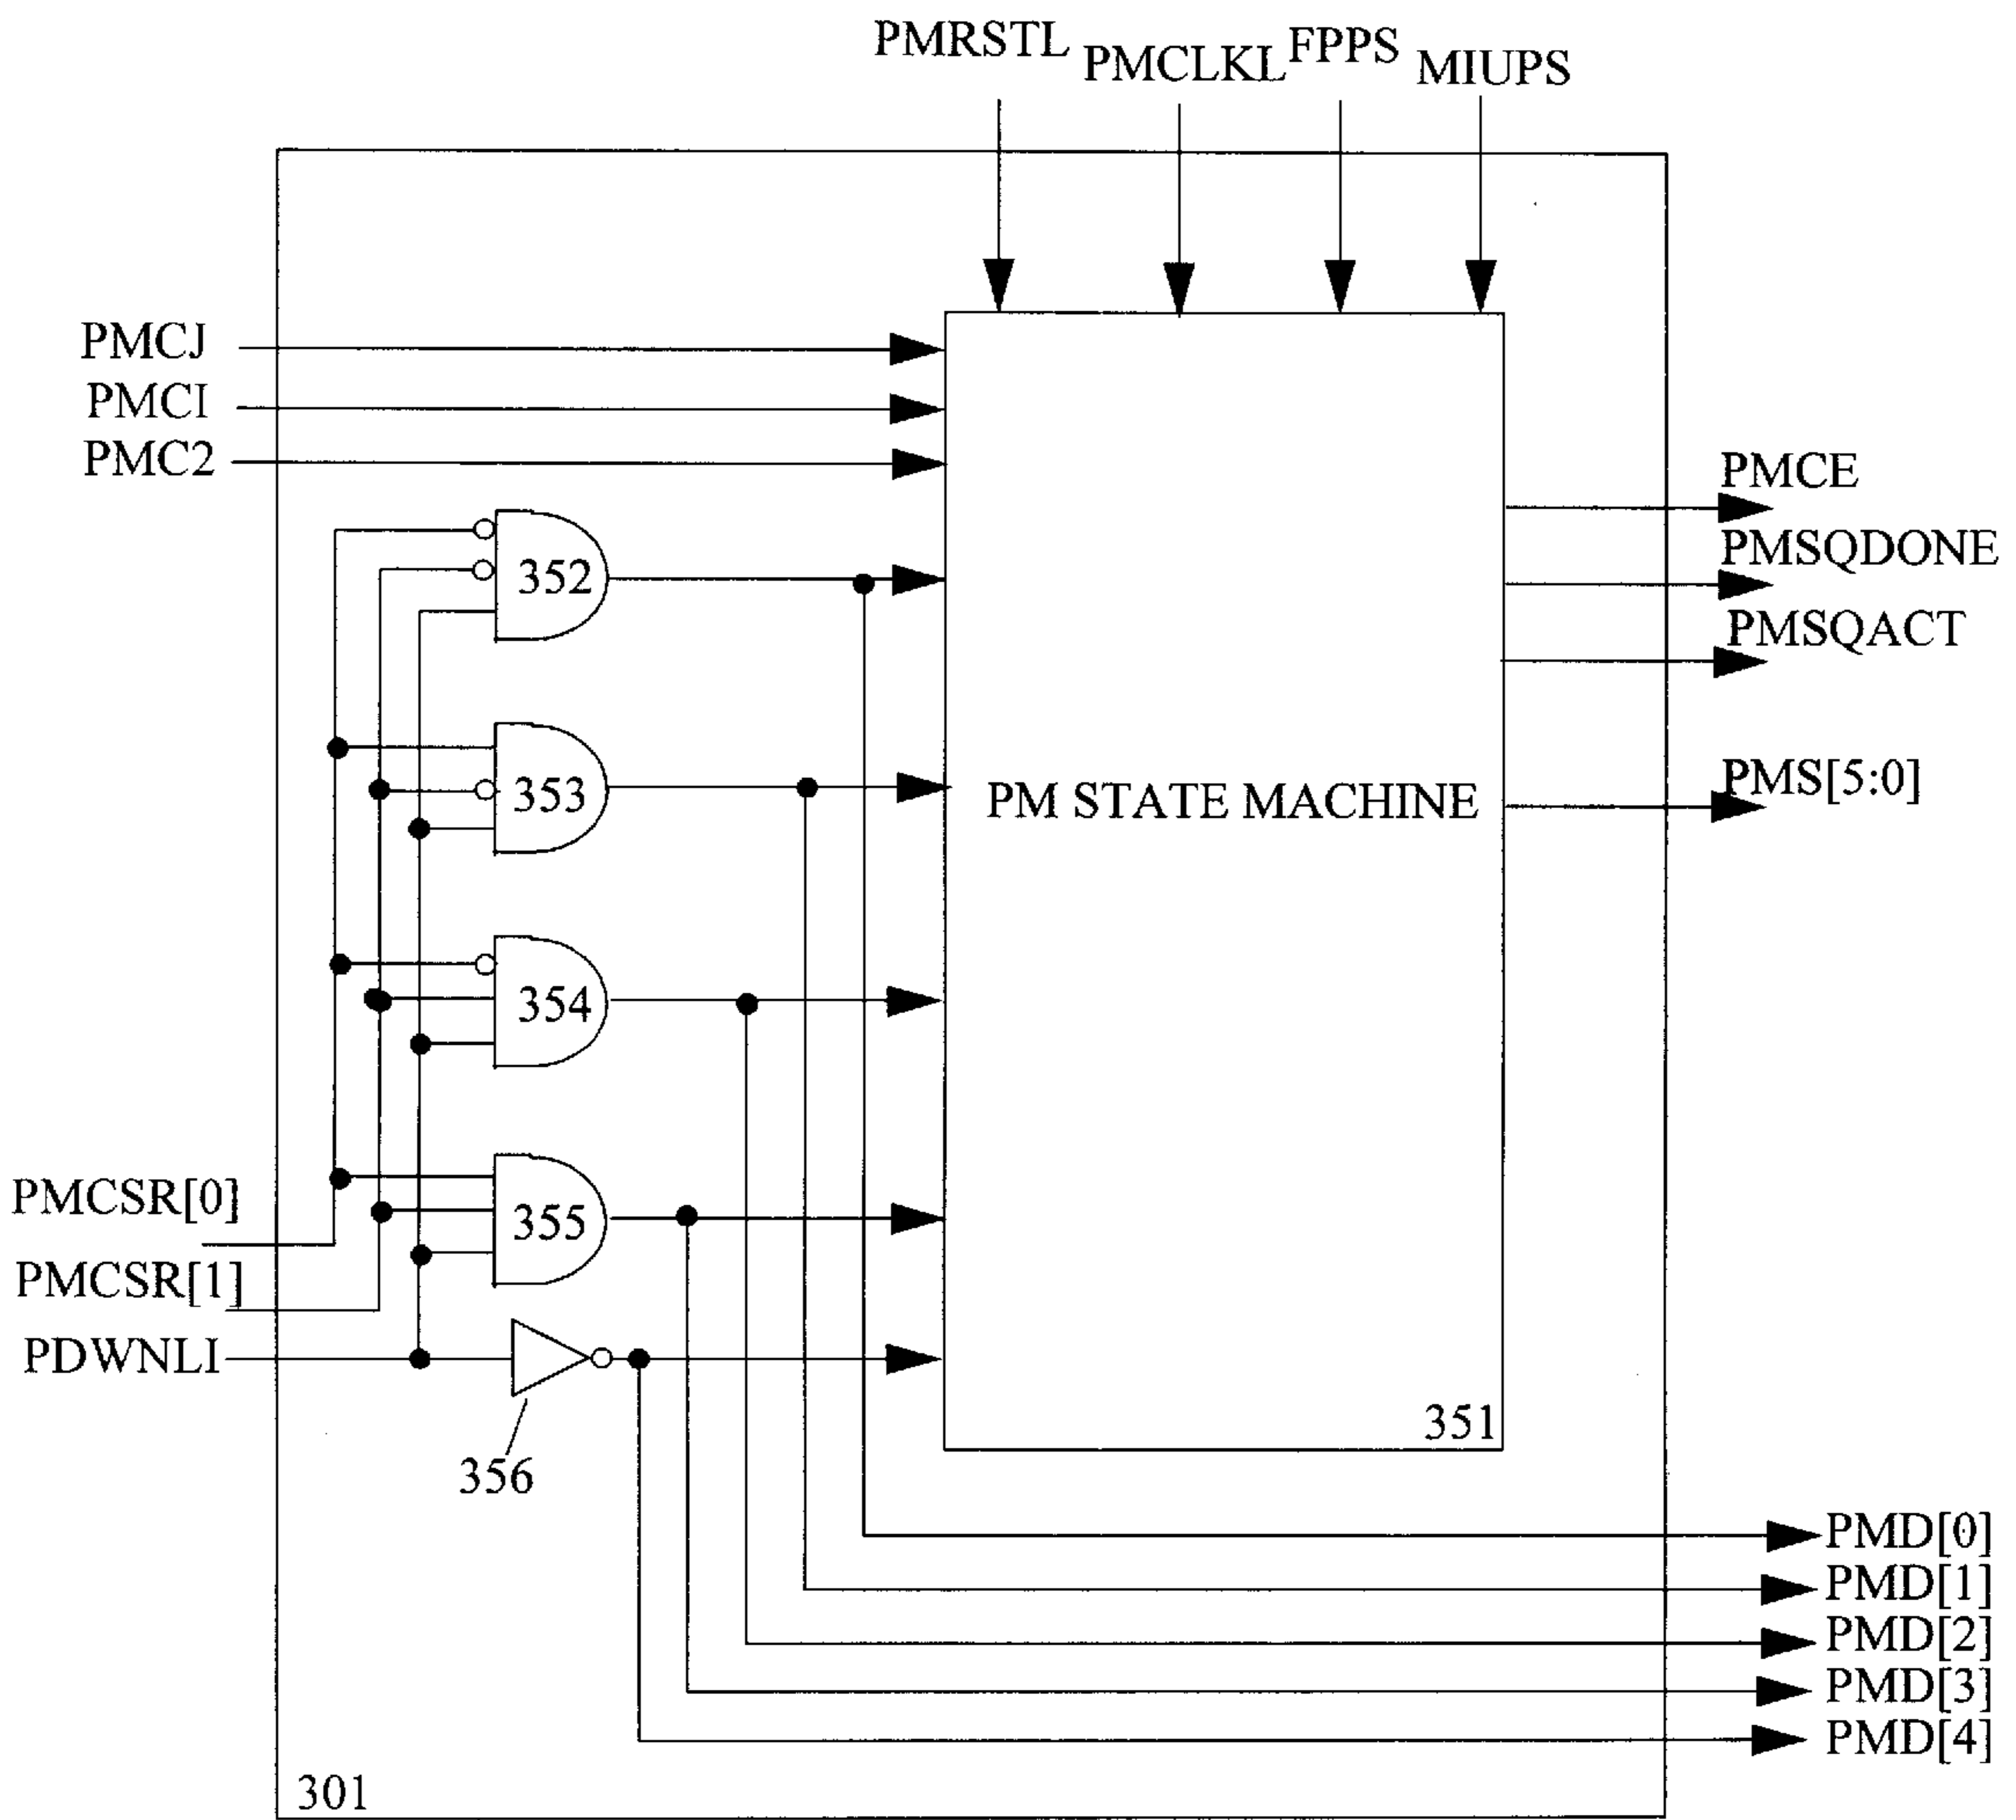 PMRSTL
PMCLKL
FPPS
MIUPS
PMCJ
PMCI
PMC2
PMCE
PMSQDONE
PMSQACT
PMS[5:0]
352
353
PM STATE MACHINE
354
355
PMCSR[0]
PMCSR[1]
PDWNLI
356
351
PMD[0]
PMD[1]
PMD[2]
PMD[3]
PMD[4]
301